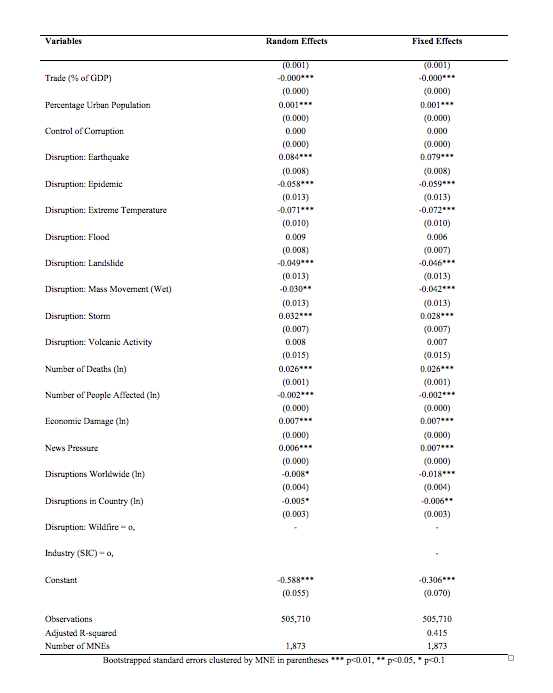 Variables Random Effects Fixed Effects
(0.001) (0.001)
Trade (% of GDP) -0.000*** -0.000***
(0.000) (0.000)
Percentage Urban Population 0.001*** 0.001***
(0.000) (0.000)
Control of Corruption 0.000 0.000
(0.000) (0.000)
Disruption: Earthquake 0.084*** 0.079***
(0.008) (0.008)
Disruption: Epidemic -0.058*** -0.059***
(0.013) (0.013)
Disruption: Extreme Temperature -0.071*** -0.072***
(0.010) (0.010)
Disruption: Flood 0.009 0.006
(0.008) (0.007)
Disruption: Landslide -0.049*** -0.046***
(0.013) (0.013)
Disruption: Mass Movement (Wet) -0.030** -0.042***
(0.013) (0.013)
Disruption: Storm 0.032*** 0.028***
(0.007) (0.007)
Disruption: Volcanic Activity 0.008 0.007
(0.015) (0.015)
Number of Deaths (ln) 0.026*** 0.026***
(0.001) (0.001)
Number of People Affected (ln) -0.002*** -0.002***
(0.000) (0.000)
Economic Damage (ln) 0.007*** 0.007***
(0.000) (0.000)
News Pressure 0.006*** 0.007***
(0.000) (0.000)
Disruptions Worldwide (ln) -0.008* -0.018***
(0.004) (0.004)
Disruptions in Country (ln) -0.005* -0.006**
(0.003) (0.003)
Disruption: Wildfire = o, - -
Industry (SIC) = o, -
Constant -0.588*** -0.306***
(0.055) (0.070)
Observations 505,710 505,710
Adjusted R-squared 0.415
Number of MNEs 1,873 1,873
Bootstrapped standard errors clustered by MNE in parentheses *** p<0.01, ** p<0.05, * p<0.1